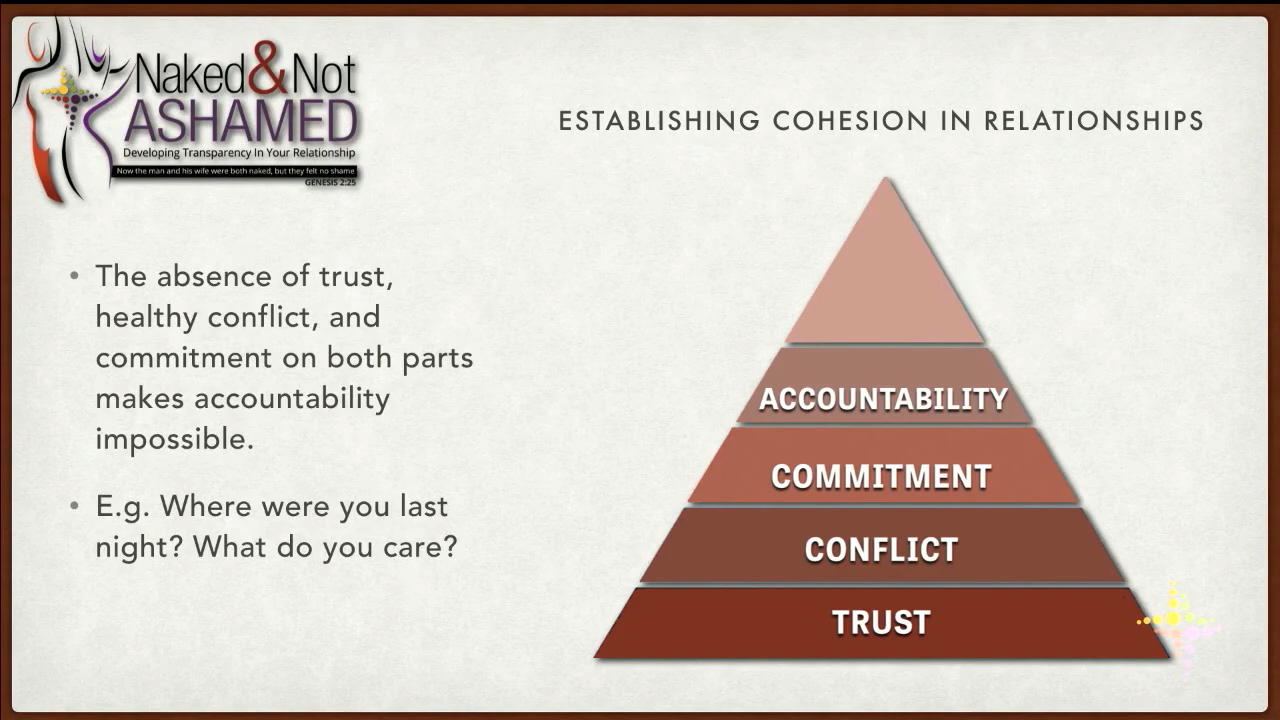 Naked&Not
ASHAMED
Developing Transparency In Your Relationship
Now the man and his wife were both naked, but they felt no shame
GENESIS 2:25
ESTABLISHING COHESION IN RELATIONSHIPS
• The absence of trust,
healthy conflict, and
commitment on both parts
makes accountability
impossible.
• E.g. Where were you last
night? What do you care?
ACCOUNTABILITY
COMMITMENT
CONFLICT
TRUST